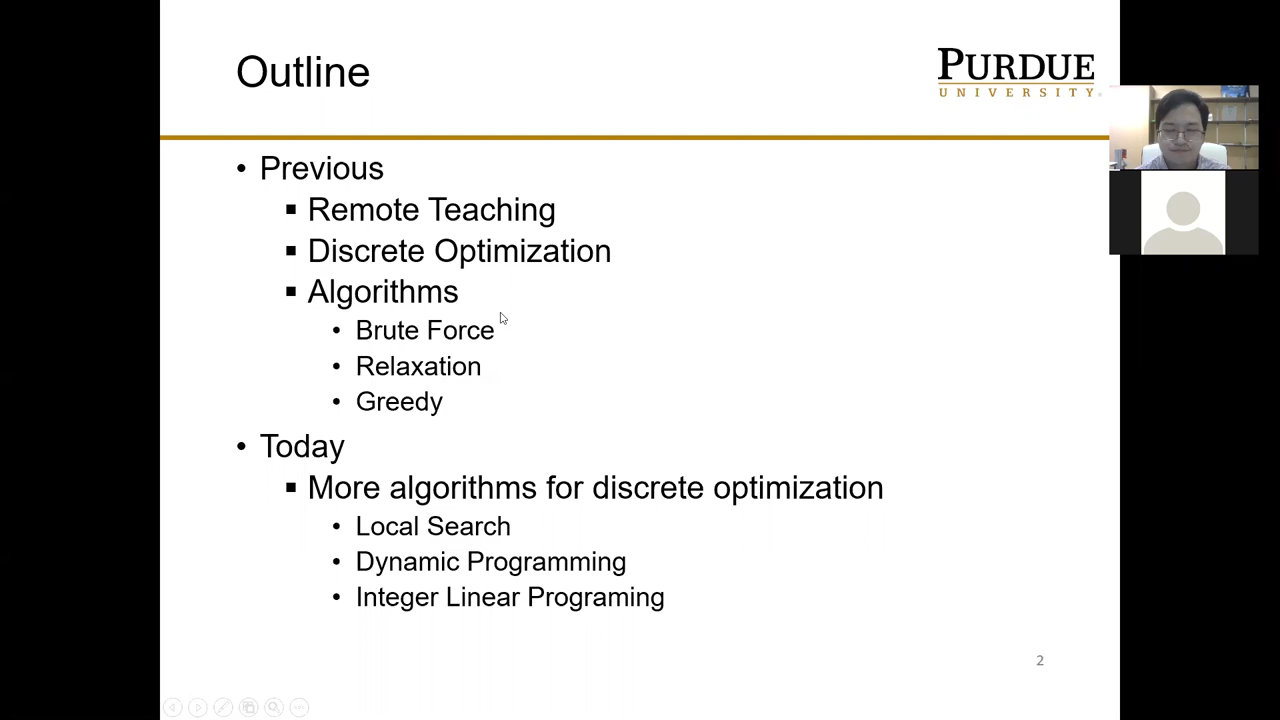 Outline
PURDUE
UNIVERSITY
• Previous
▪ Remote Teaching
▪ Discrete Optimization
▪ Algorithms
• Brute Force
• Relaxation
• Greedy
• Today
▪ More algorithms for discrete optimization
• Local Search
• Dynamic Programming
• Integer Linear Programing
2